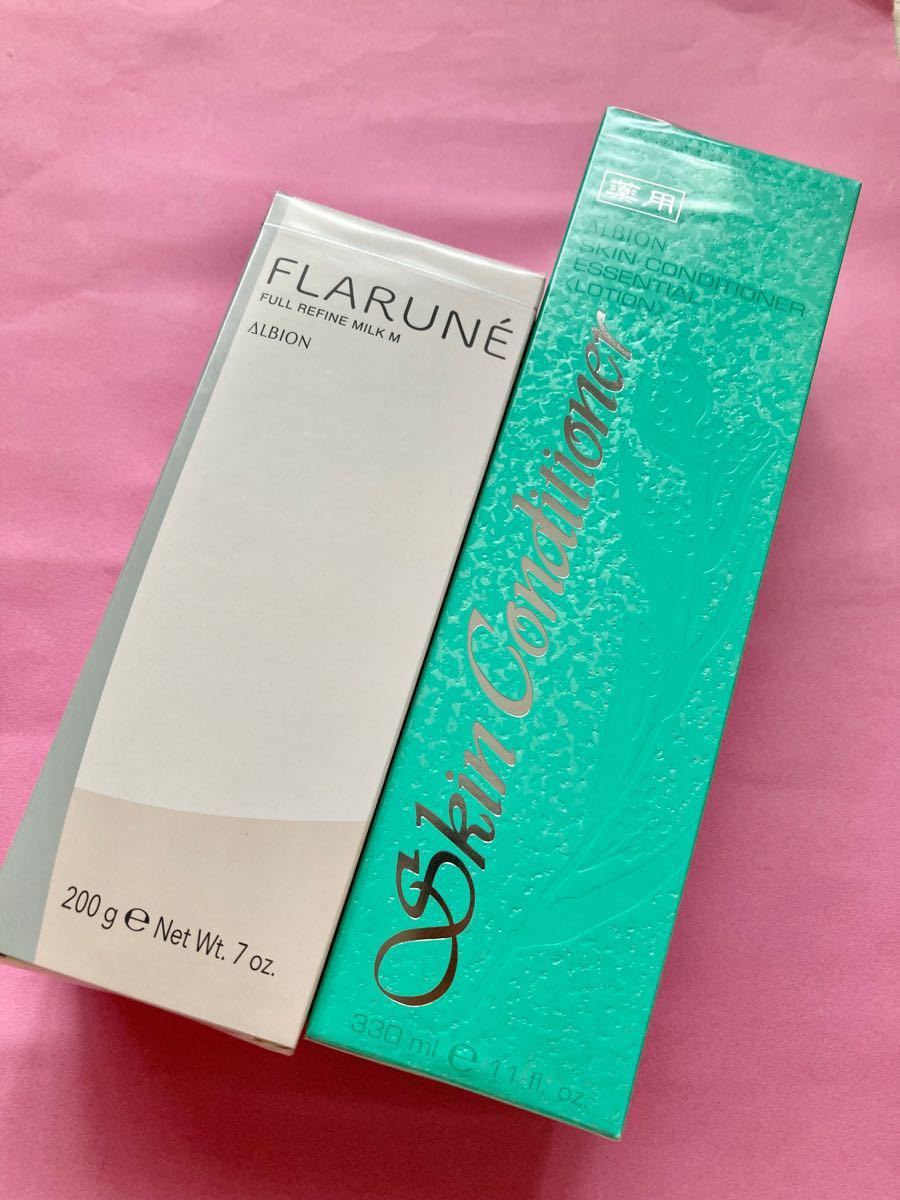 FLARUNÉ
FULL REFINE MILK M
ALBION
200 g ℮ Net Wt. 7 oz.
薬用
ALBION
SKIN CONDITIONER
ESSENTIAL
<LOTION>
Skin Conditioner
330 ml ℮ 11 fl. oz.